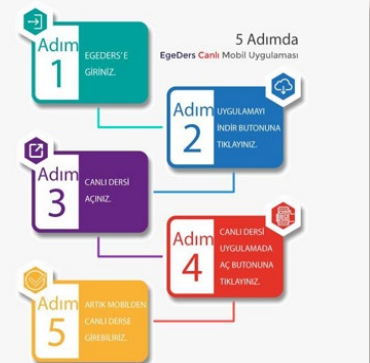 5 Adımda
EgeDers Canlı Mobil Uygulaması
Adım
1
EGEDERS'E
GİRİNİZ.
Adım
2
UYGULAMAYI
İNDİR BUTONUNA
TIKLAYINIZ.
Adım
3
CANLI DERSİ
AÇINIZ.
Adım
4
CANLI DERSİ
UYGULAMADA
AÇ BUTONUNA
TIKLAYINIZ.
Adım
5
ARTIK MOBİLDEN
CANLI DERSE
GİREBİLİRİZ.